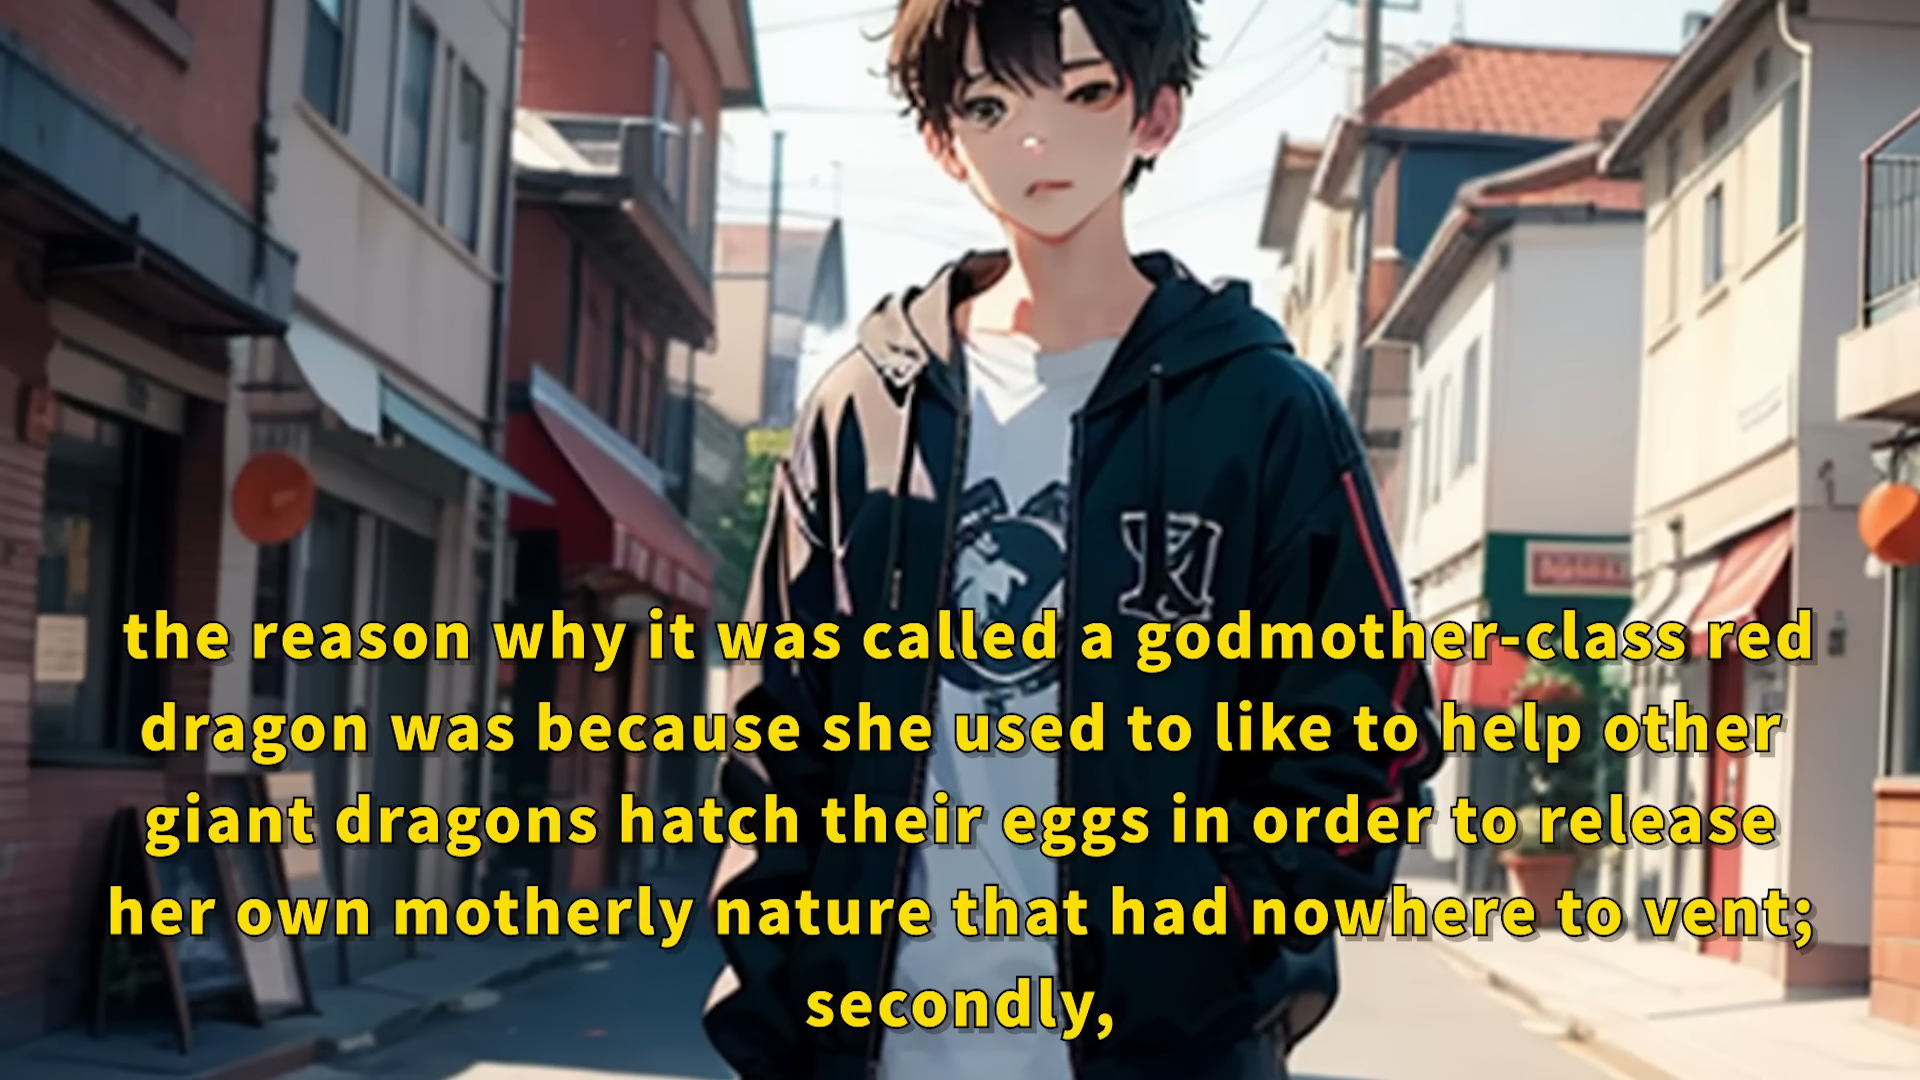 the reason why it was called a godmother-class red
dragon was because she used to like to help other
giant dragons hatch their eggs in order to release
her own motherly nature that had nowhere to vent;
secondly,